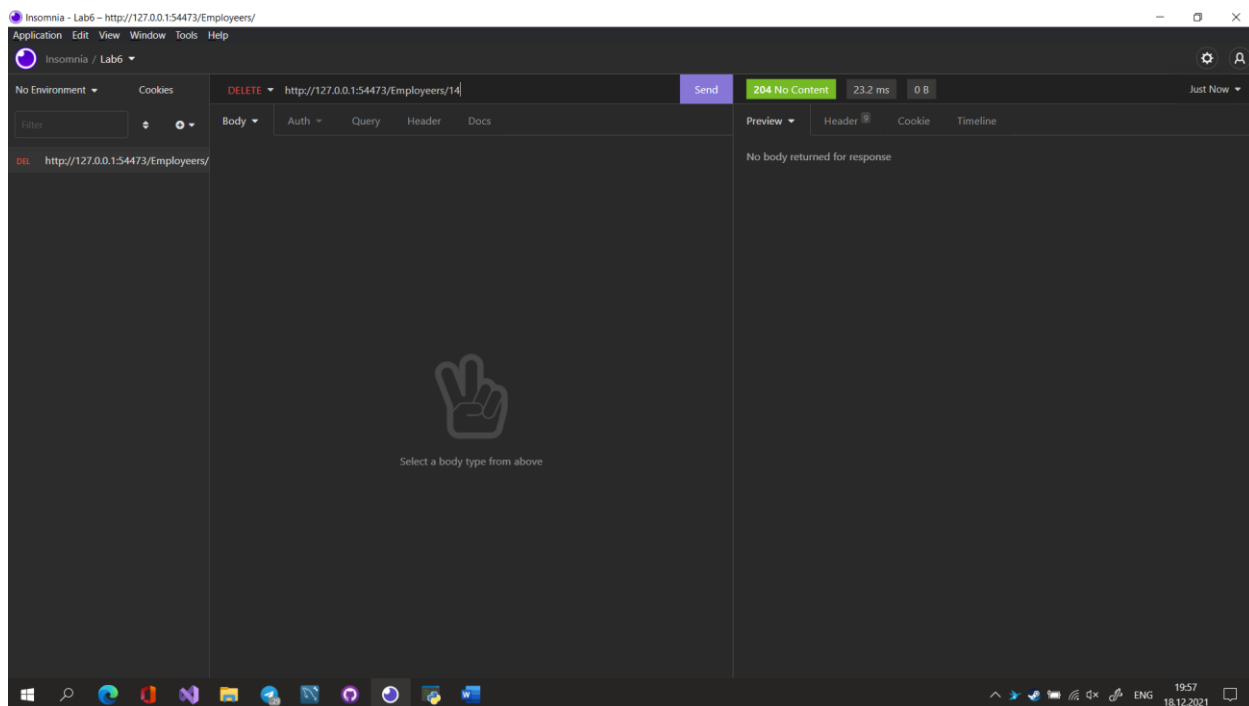 Insomnia - Lab6 – http://127.0.0.1:54473/Employeers/
Application Edit View Window Tools Help
Insomnia / Lab6
No Environment Cookies
DELETE http://127.0.0.1:54473/Employeers/14 Send
204 No Content 23.2 ms 0 B Just Now
Filter
Body Auth Query Header Docs
Preview Header 9 Cookie Timeline
DEL http://127.0.0.1:54473/Employeers/
No body returned for response
Select a body type from above
ENG
19:57
18.12.2021